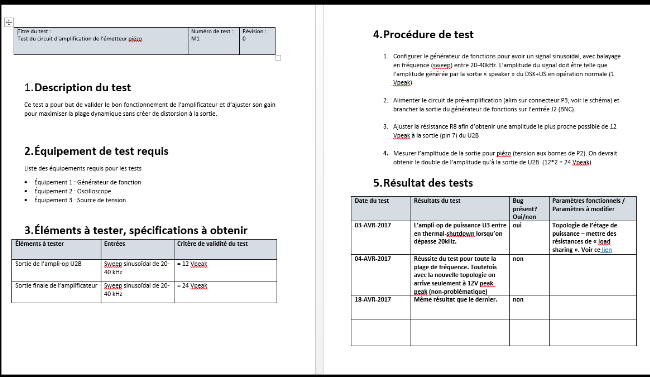 Titre du test :
Test du circuit d'amplification de l'émetteur piézo
Numéro de test :
M1
Révision :
0
1.Description du test
Ce test a pour but de valider le bon fonctionnement de l'amplificateur et d'ajuster son gain
pour maximiser la plage dynamique sans créer de distorsion à la sortie.
2.Équipement de test requis
Liste des équipements requis pour les tests
• Équipement 1 : Générateur de fonction
• Équipement 2 : Oscilloscope
• Équipement 3 : Source de tension
3.Éléments à tester, spécifications à obtenir
Éléments à tester
Entrées
Critère de validité du test
Sortie de l'ampli-op U2B
Sweep sinusoïdal de 20-
40 kHz
= 12 Vpeak
Sortie finale de l'amplificateur
Sweep sinusoïdal de 20-
40 kHz
= 24 Vpeak
4.Procédure de test
1. Configurer le générateur de fonctions pour avoir un signal sinusoïdal, avec balayage
en fréquence (sweep) entre 20-40kHz. L'amplitude du signal doit être telle que
l'amplitude générée par la sortie « speaker » du DSK+US en opération normale (1
Vpeak)
2. Alimenter le circuit de pré-amplification (alim sur connecteur P3, voir le schéma) et
brancher la sortie du générateur de fonctions sur l'entrée J2 (BNC)
3. Ajuster la résistance R8 afin d'obtenir une amplitude le plus proche possible de 12
Vpeak à la sortie (pin 7) du U2B
4. Mesurer l'amplitude de la sortie pour piézo (tension aux bornes de P2). On devrait
obtenir le double de l'amplitude qu'à la sortie de U2B (12*2 = 24 Vpeak)
5.Résultat des tests
Date du test
Résultats du test
Bug
présent?
Oui/non
Paramètres fonctionnels /
Paramètres à modifier
03-AVR-2017
L'ampli op de puissance U3 entre
en thermal-shutdown lorsqu'on
dépasse 20kHz.
oui
Topologie de l'étage de
puissance – mettre des
résistances de « load
sharing ». Voir ce lien
04-AVR-2017
Réussite du test pour toute la
plage de fréquence. Toutefois
avec la nouvelle topologie on
arrive seulement à 12V peak
peak (non-problématique)
non
18-AVR-2017
Même résultat que le dernier.
non